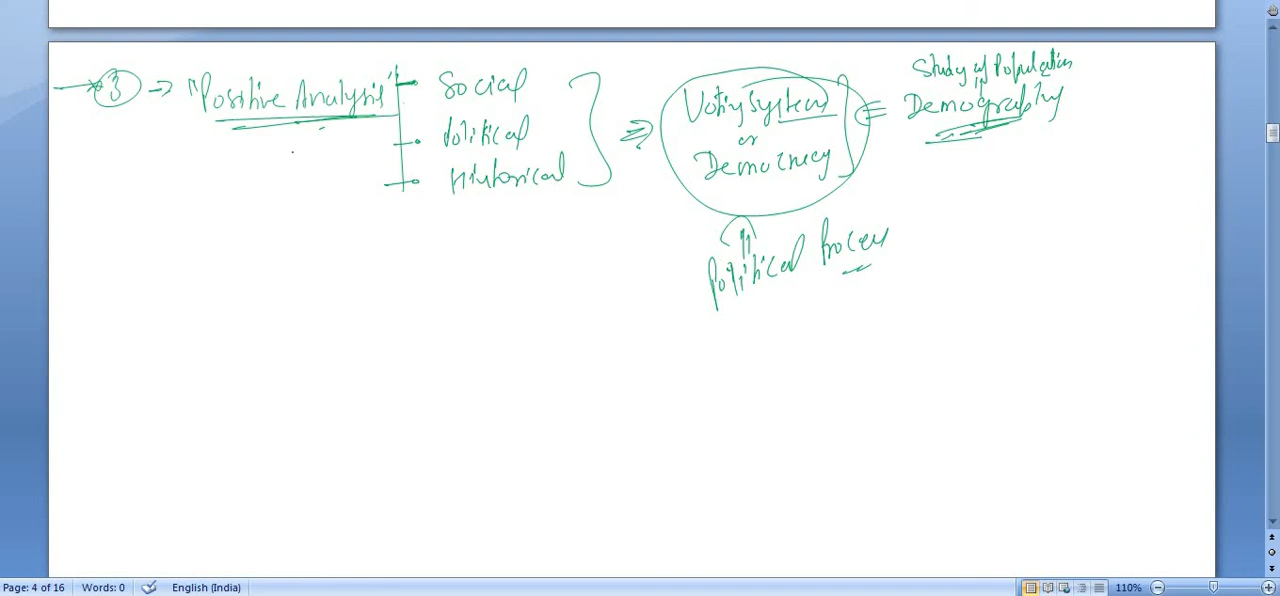 3 ⇒ "Positive Analysis"
Social
Political
Historical
Voting System
or
Democracy
Study of Population
Demography
Political Process
Page: 4 of 16
Words: 0
English (India)
110%